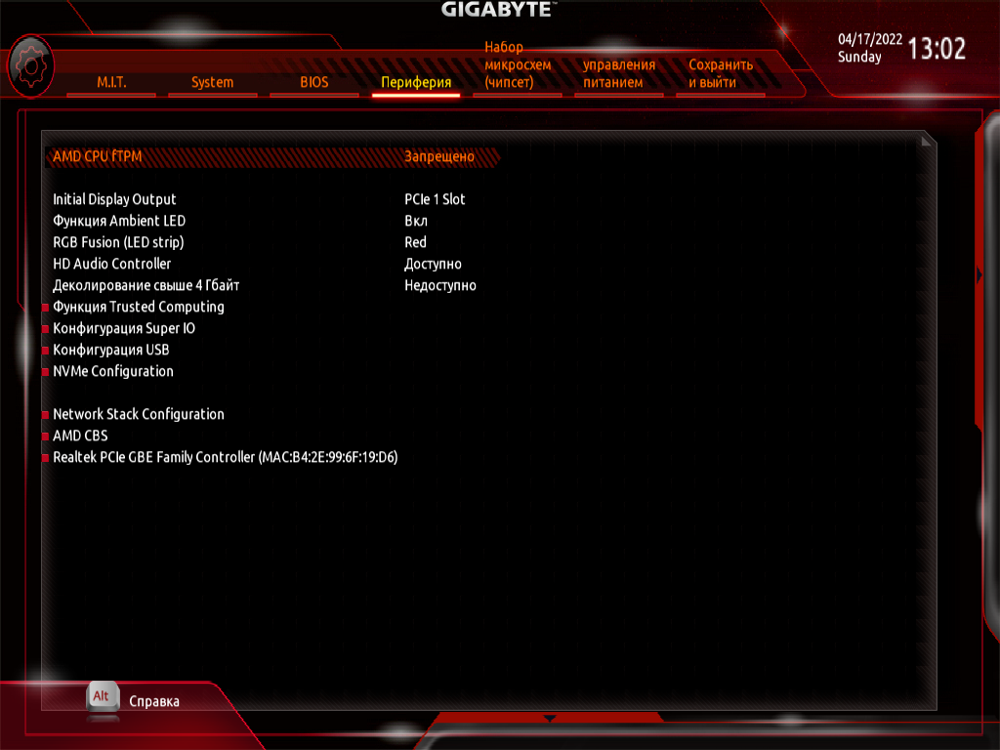 GIGABYTE™
04/17/2022 13:02
Sunday
M.I.T.
System
BIOS
Периферия
Набор
микросхем
(чипсет)
управления
питанием
Сохранить
и выйти
AMD CPU fTPM Запрещено
Initial Display Output PCIe 1 Slot
Функция Ambient LED Вкл
RGB Fusion (LED strip) Red
HD Audio Controller Доступно
Деколирование свыше 4 Гбайт Недоступно
Функция Trusted Computing
Конфигурация Super IO
Конфигурация USB
NVMe Configuration
Network Stack Configuration
AMD CBS
Realtek PCIe GBE Family Controller (MAC:B4:2E:99:6F:19:D6)
Alt Справка